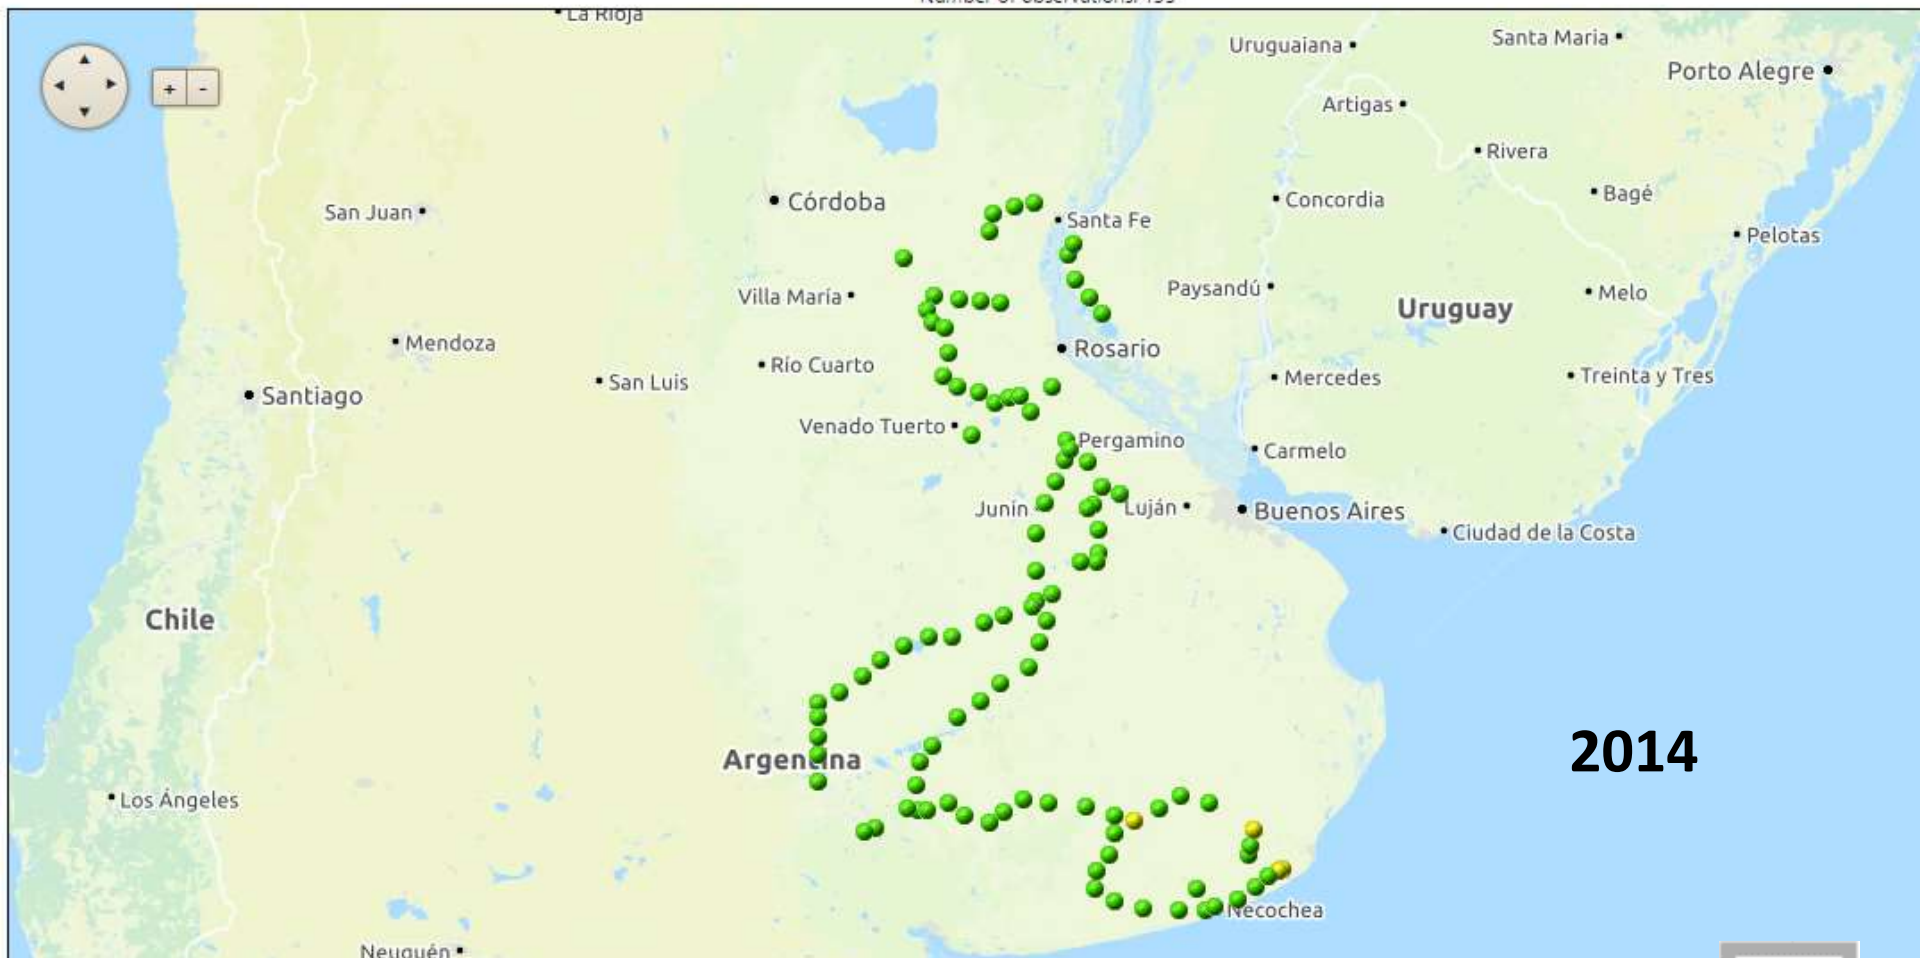 La Rioja
Uruguaiana
Santa Maria
Porto Alegre
+
-
Artigas
Rivera
Córdoba
Concordia
Bagé
San Juan
Santa Fe
Pelotas
Villa María
Paysandú
Melo
Uruguay
Mendoza
Rosario
Río Cuarto
San Luis
Mercedes
Treinta y Tres
Santiago
Venado Tuerto
Pergamino
Carmelo
Junín
Luján
Buenos Aires
Ciudad de la Costa
Chile
2014
Argentina
Los Ángeles
Necochea
Neuquén